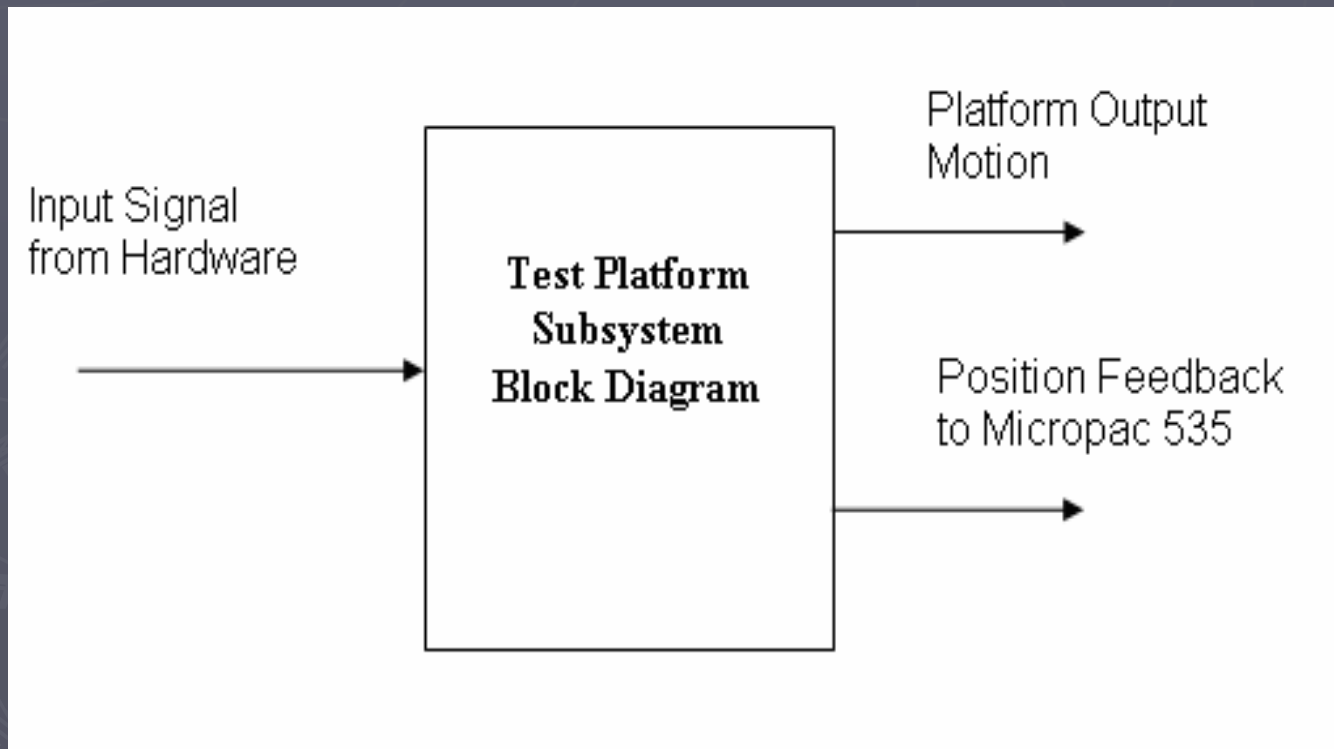 Input Signal
from Hardware
Test Platform
Subsystem
Block Diagram
Platform Output
Motion
Position Feedback
to Micropac 535